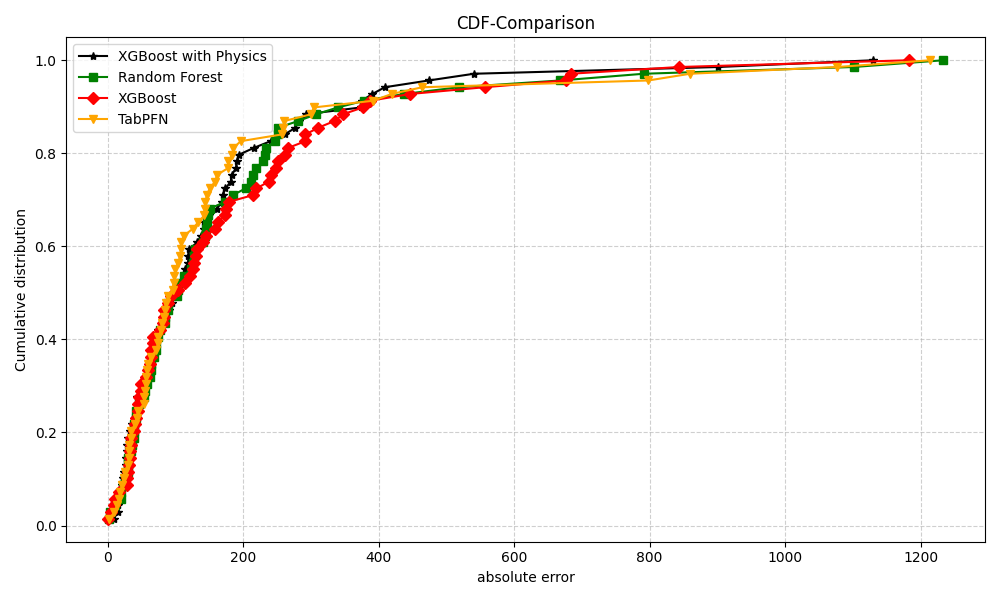 CDF-Comparison
XGBoost with Physics
Random Forest
XGBoost
TabPFN
Cumulative distribution
1.0
0.8
0.6
0.4
0.2
0.0
0 200 400 600 800 1000 1200
absolute error